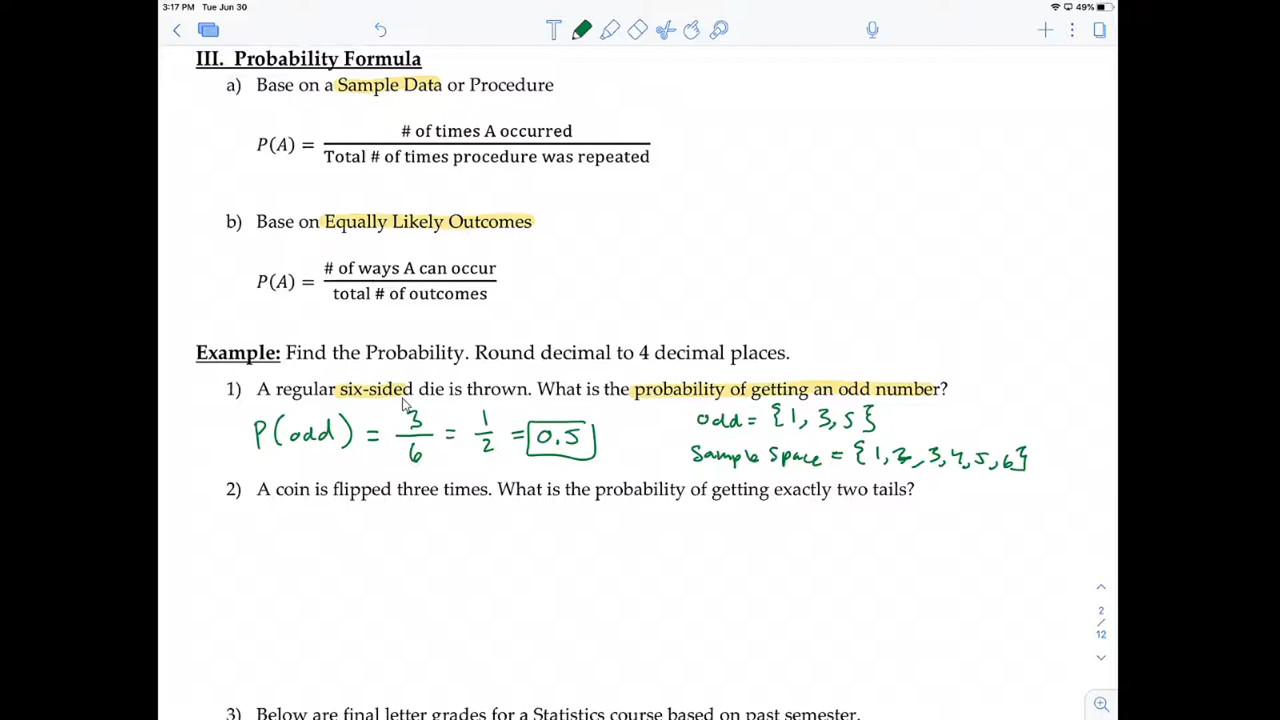 3:17 PM Tue Jun 30 49%
III. Probability Formula
a) Base on a Sample Data or Procedure
P(A) = # of times A occurred / Total # of times procedure was repeated
b) Base on Equally Likely Outcomes
P(A) = # of ways A can occur / total # of outcomes
Example: Find the Probability. Round decimal to 4 decimal places.
1) A regular six-sided die is thrown. What is the probability of getting an odd number?
P(odd) = 3/6 = 1/2 = 0.5
odd = {1, 3, 5}
Sample Space = {1, 2, 3, 4, 5, 6}
2) A coin is flipped three times. What is the probability of getting exactly two tails?
2
/
12
3) Below are final letter grades for a Statistics course based on past semester.